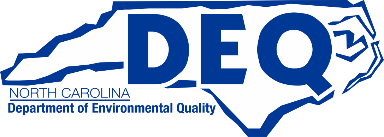 DEQ
NORTH CAROLINA
Department of Environmental Quality